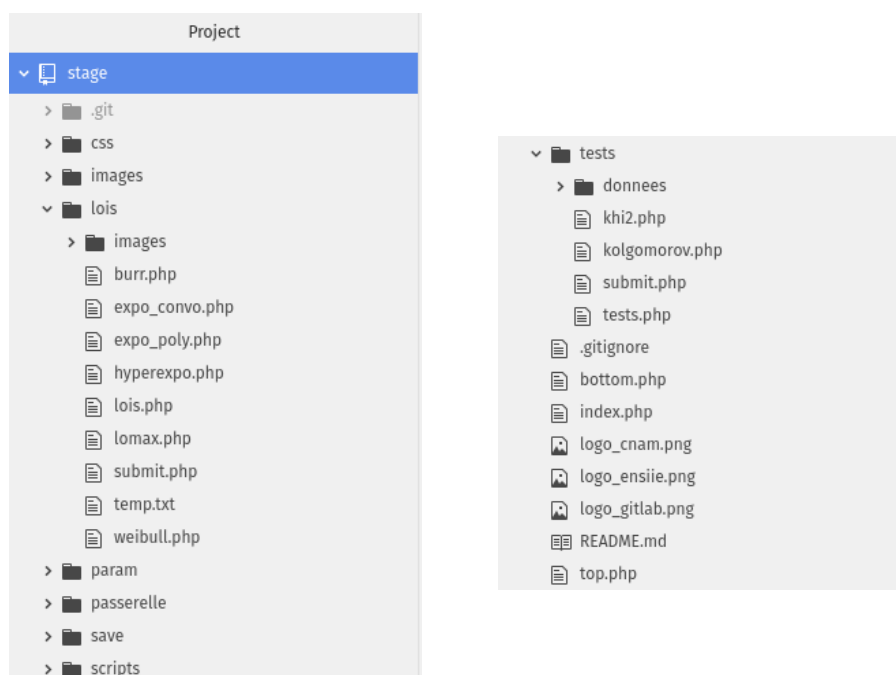 Project
stage
.git
css
images
lois
images
burr.php
expo_convo.php
expo_poly.php
hyperexpo.php
lois.php
lomax.php
submit.php
temp.txt
weibull.php
param
passerelle
save
scripts
tests
donnees
khi2.php
kolgomorov.php
submit.php
tests.php
.gitignore
bottom.php
index.php
logo_cnam.png
logo_ensiie.png
logo_gitlab.png
README.md
top.php